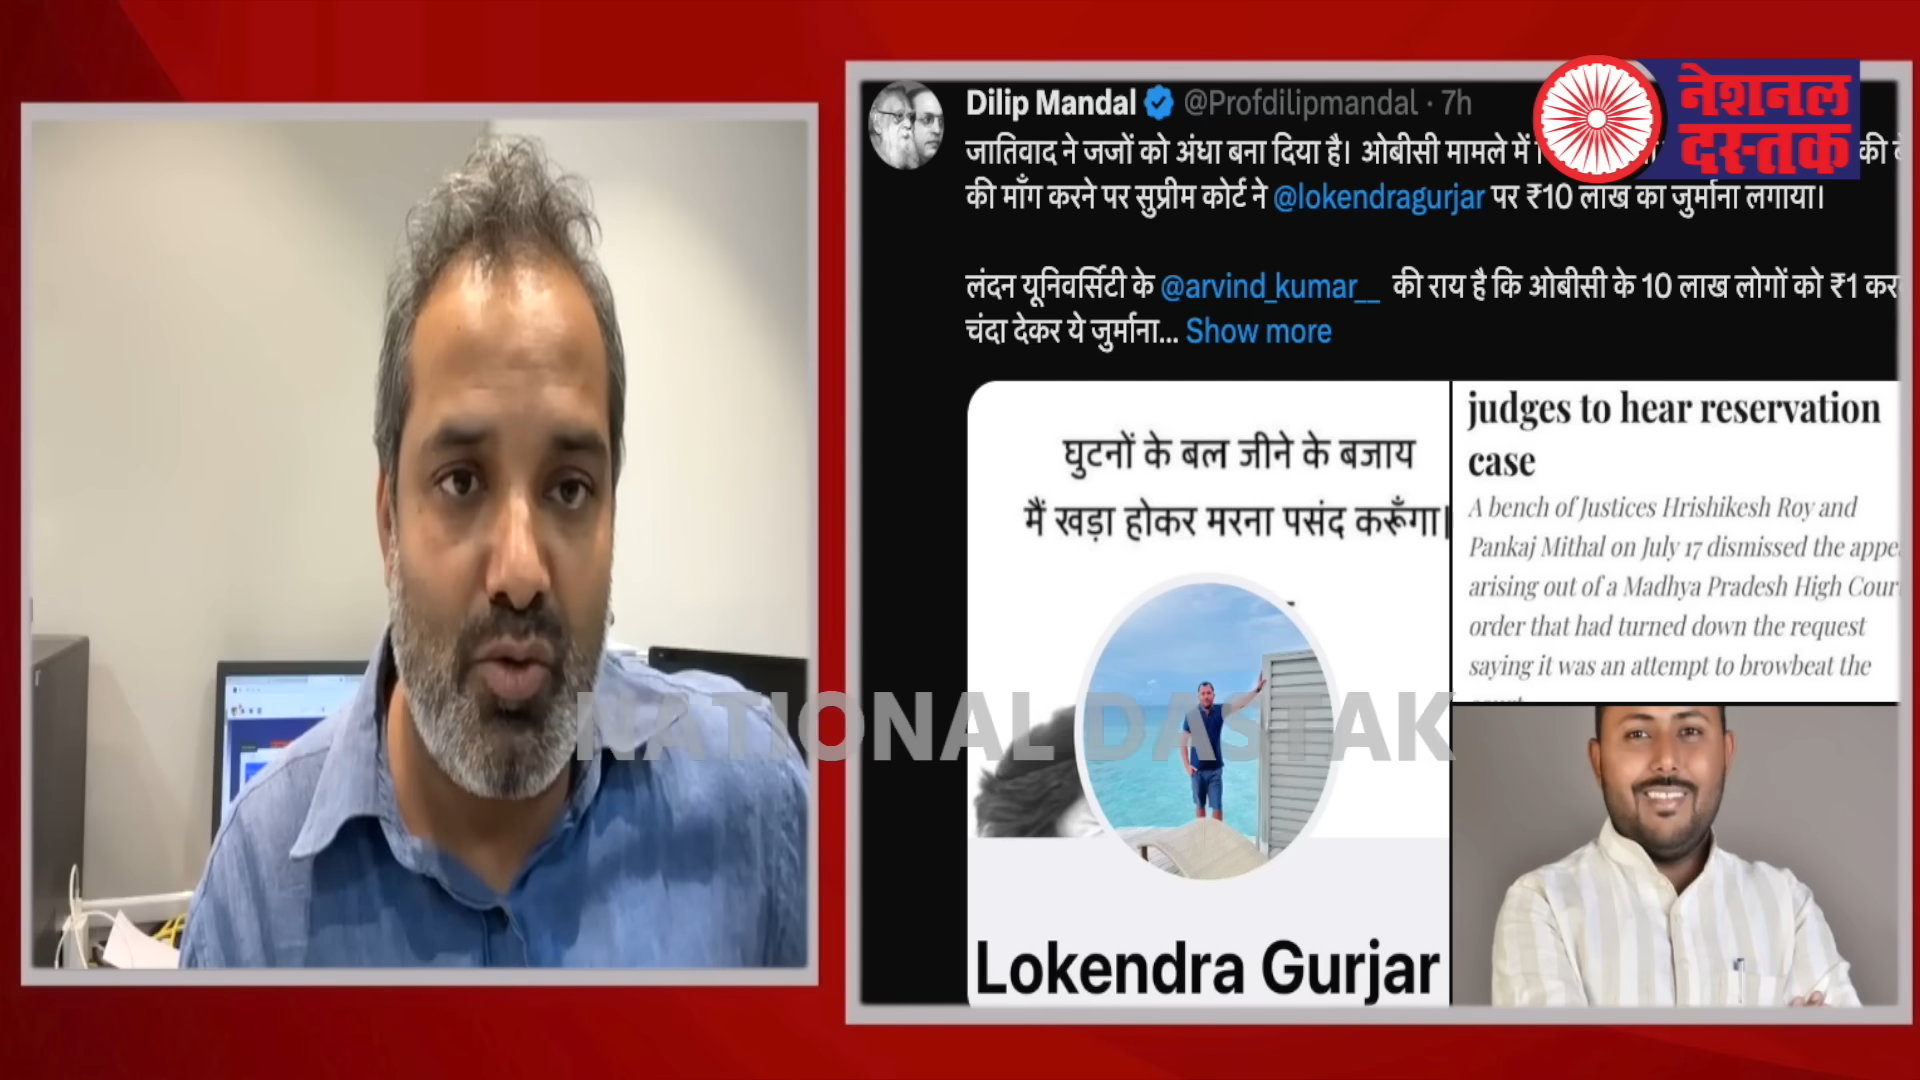 Dilip Mandal @Profdilipmandal · 7h
जातिवाद ने जजों को अंधा बना दिया है। ओबीसी मामले में की
की माँग करने पर सुप्रीम कोर्ट ने @lokendragurjar पर ₹10 लाख का जुर्माना लगाया।
लंदन यूनिवर्सिटी के @arvind_kumar__ की राय है कि ओबीसी के 10 लाख लोगों को ₹1 कर
चंदा देकर ये जुर्माना... Show more
नेशनल
दस्तक
घुटनों के बल जीने के बजाय
मैं खड़ा होकर मरना पसंद करूँगा।
Lokendra Gurjar
judges to hear reservation
case
A bench of Justices Hrishikesh Roy and
Pankaj Mithal on July 17 dismissed the appe
arising out of a Madhya Pradesh High Cour
order that had turned down the request
saying it was an attempt to browbeat the
NATIONAL DASTAK